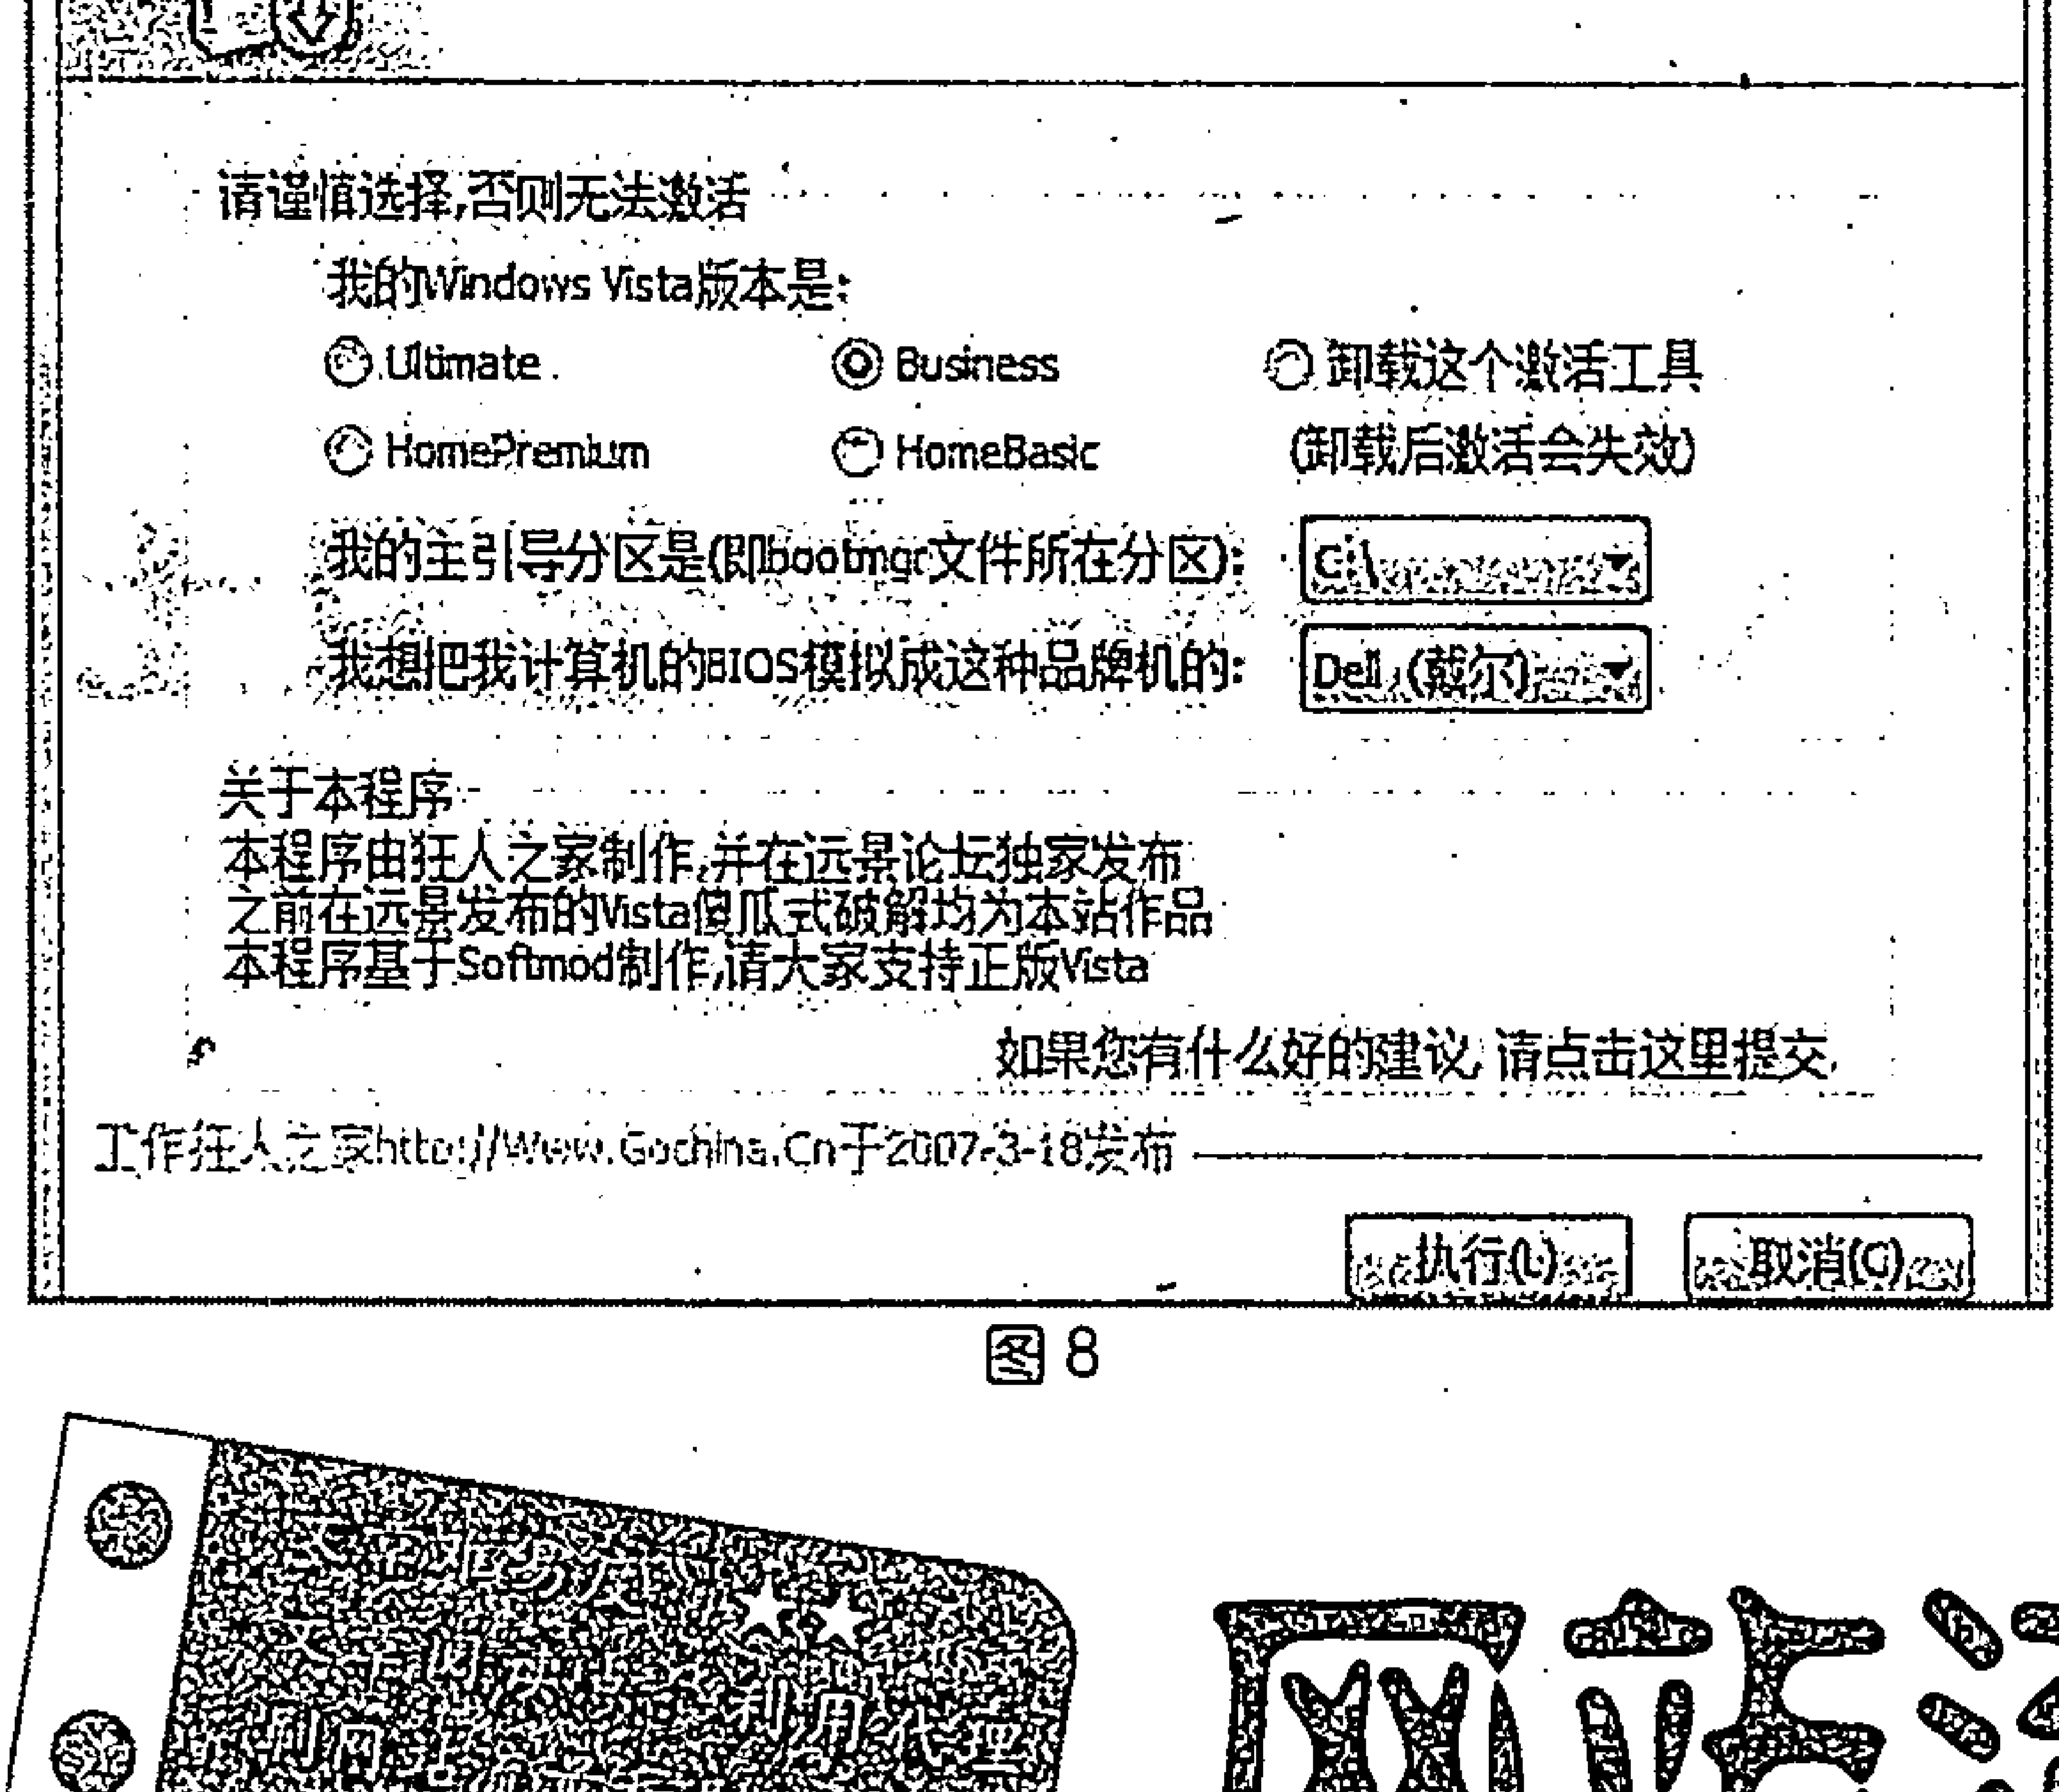 请谨慎选择,否则无法激活
我的Windows Vista版本是:
Ultimate Business 卸载这个激活工具
HomePremium HomeBasic (卸载后激活会失效)
我的主引导分区是(即bootmgr文件所在分区): C:\
我想把我计算机的BIOS模拟成这种品牌机的: Dell (戴尔)
关于本程序
本程序由狂人之家制作,并在远景论坛独家发布
之前在远景发布的Vista傻瓜式破解均为本站作品
本程序基于Softmod制作,请大家支持正版Vista
如果您有什么好的建议,请点击这里提交.
工作狂人之家http://Www.Gochina.Cn于2007-3-18发布
执行(L) 取消(C)
图 8
利用
网站